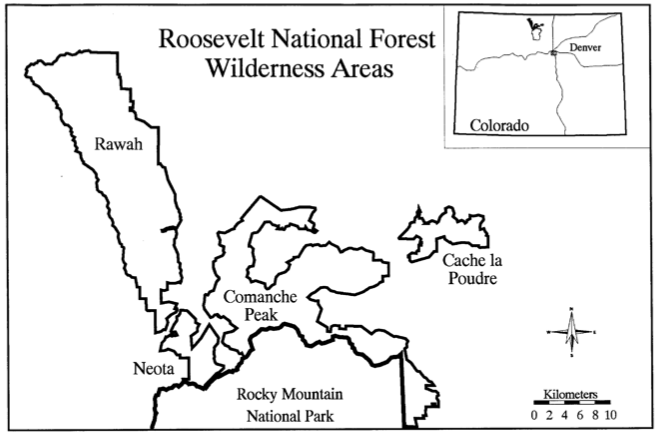 Roosevelt National Forest
Wilderness Areas
Denver
Colorado
Rawah
Cache la
Poudre
Comanche
Peak
Neota
Rocky Mountain
National Park
N
W
E
S
Kilometers
0 2 4 6 8 10